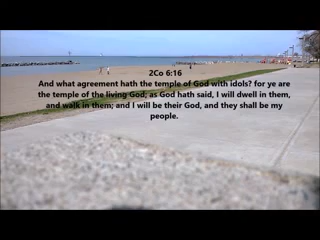 2Co 6:16
And what agreement hath the temple of God with idols? for ye are
the temple of the living God; as God hath said, I will dwell in them,
and walk in them; and I will be their God, and they shall be my
people.